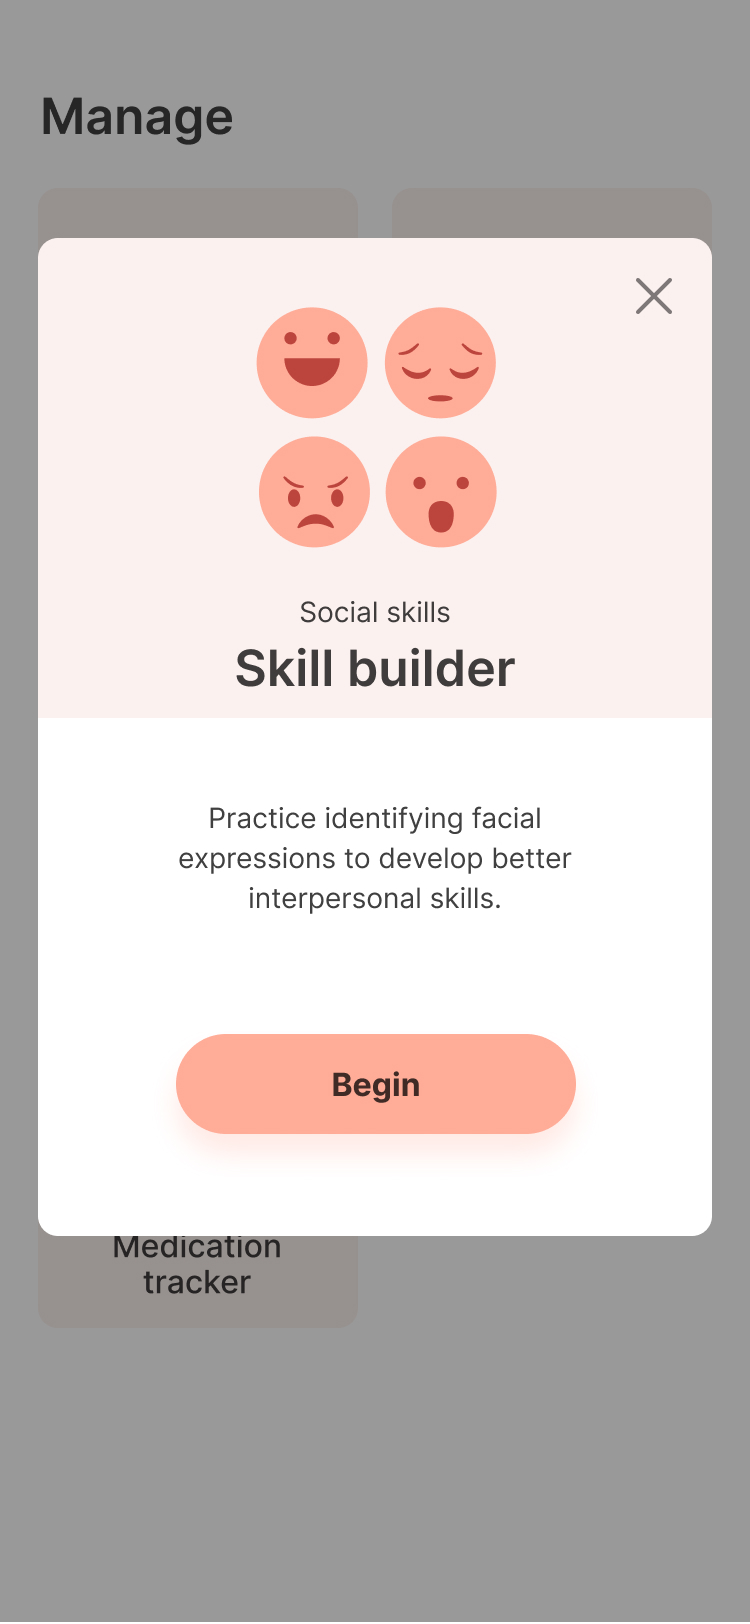 Manage
Social skills
Skill builder
Practice identifying facial
expressions to develop better
interpersonal skills.
Begin
Medication
tracker